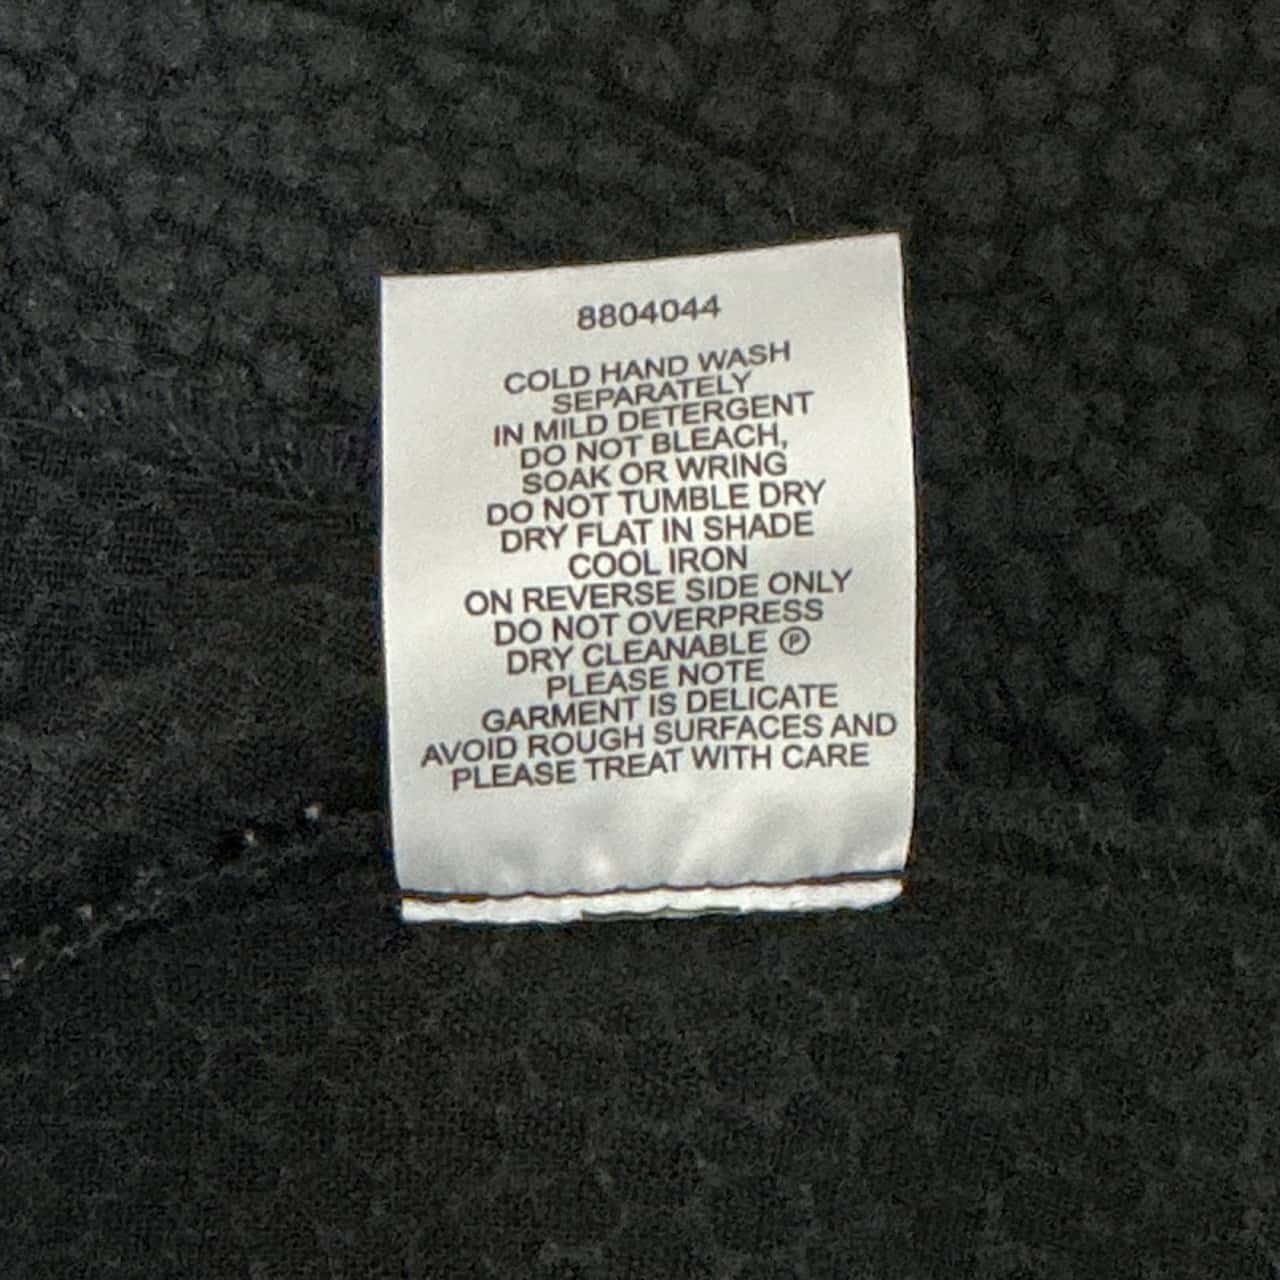 8804044
COLD HAND WASH
SEPARATELY
IN MILD DETERGENT
DO NOT BLEACH,
SOAK OR WRING
DO NOT TUMBLE DRY
DRY FLAT IN SHADE
COOL IRON
ON REVERSE SIDE ONLY
DO NOT OVERPRESS
DRY CLEANABLE Ⓟ
PLEASE NOTE
GARMENT IS DELICATE
AVOID ROUGH SURFACES AND
PLEASE TREAT WITH CARE